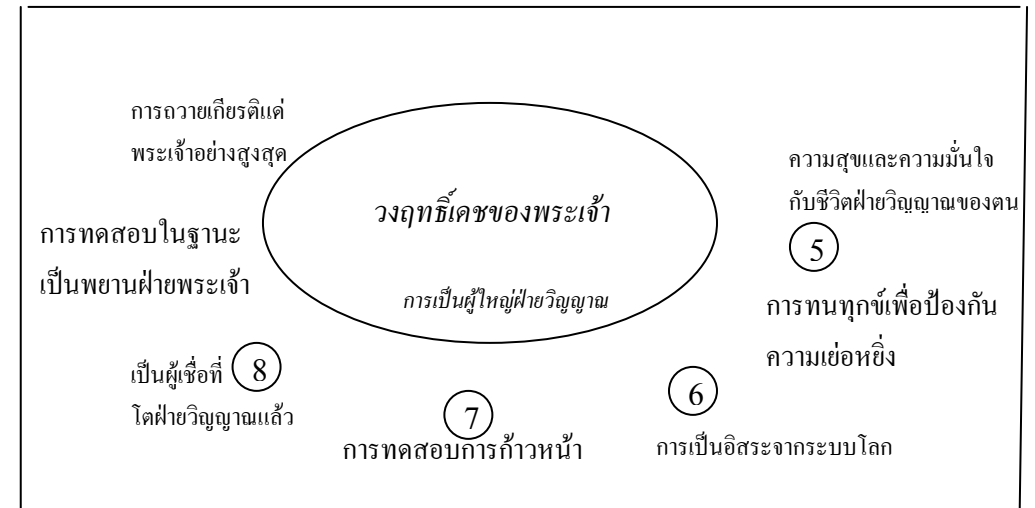 การถวายเกียรติแด่
พระเจ้าอย่างสูงสุด
ความสุขและความมั่นใจ
กับชีวิตฝ่ายวิญญาณของตน
วงฤทธิ์เดชของพระเจ้า
การทดสอบในฐานะ
เป็นพยานฝ่ายพระเจ้า
5
การเป็นผู้ใหญ่ฝ่ายวิญญาณ
การทนทุกข์เพื่อป้องกัน
ความเย่อหยิ่ง
เป็นผู้เชื่อที่ 8
โตฝ่ายวิญญาณแล้ว
7
การทดสอบการก้าวหน้า
6
การเป็นอิสระจากระบบโลก